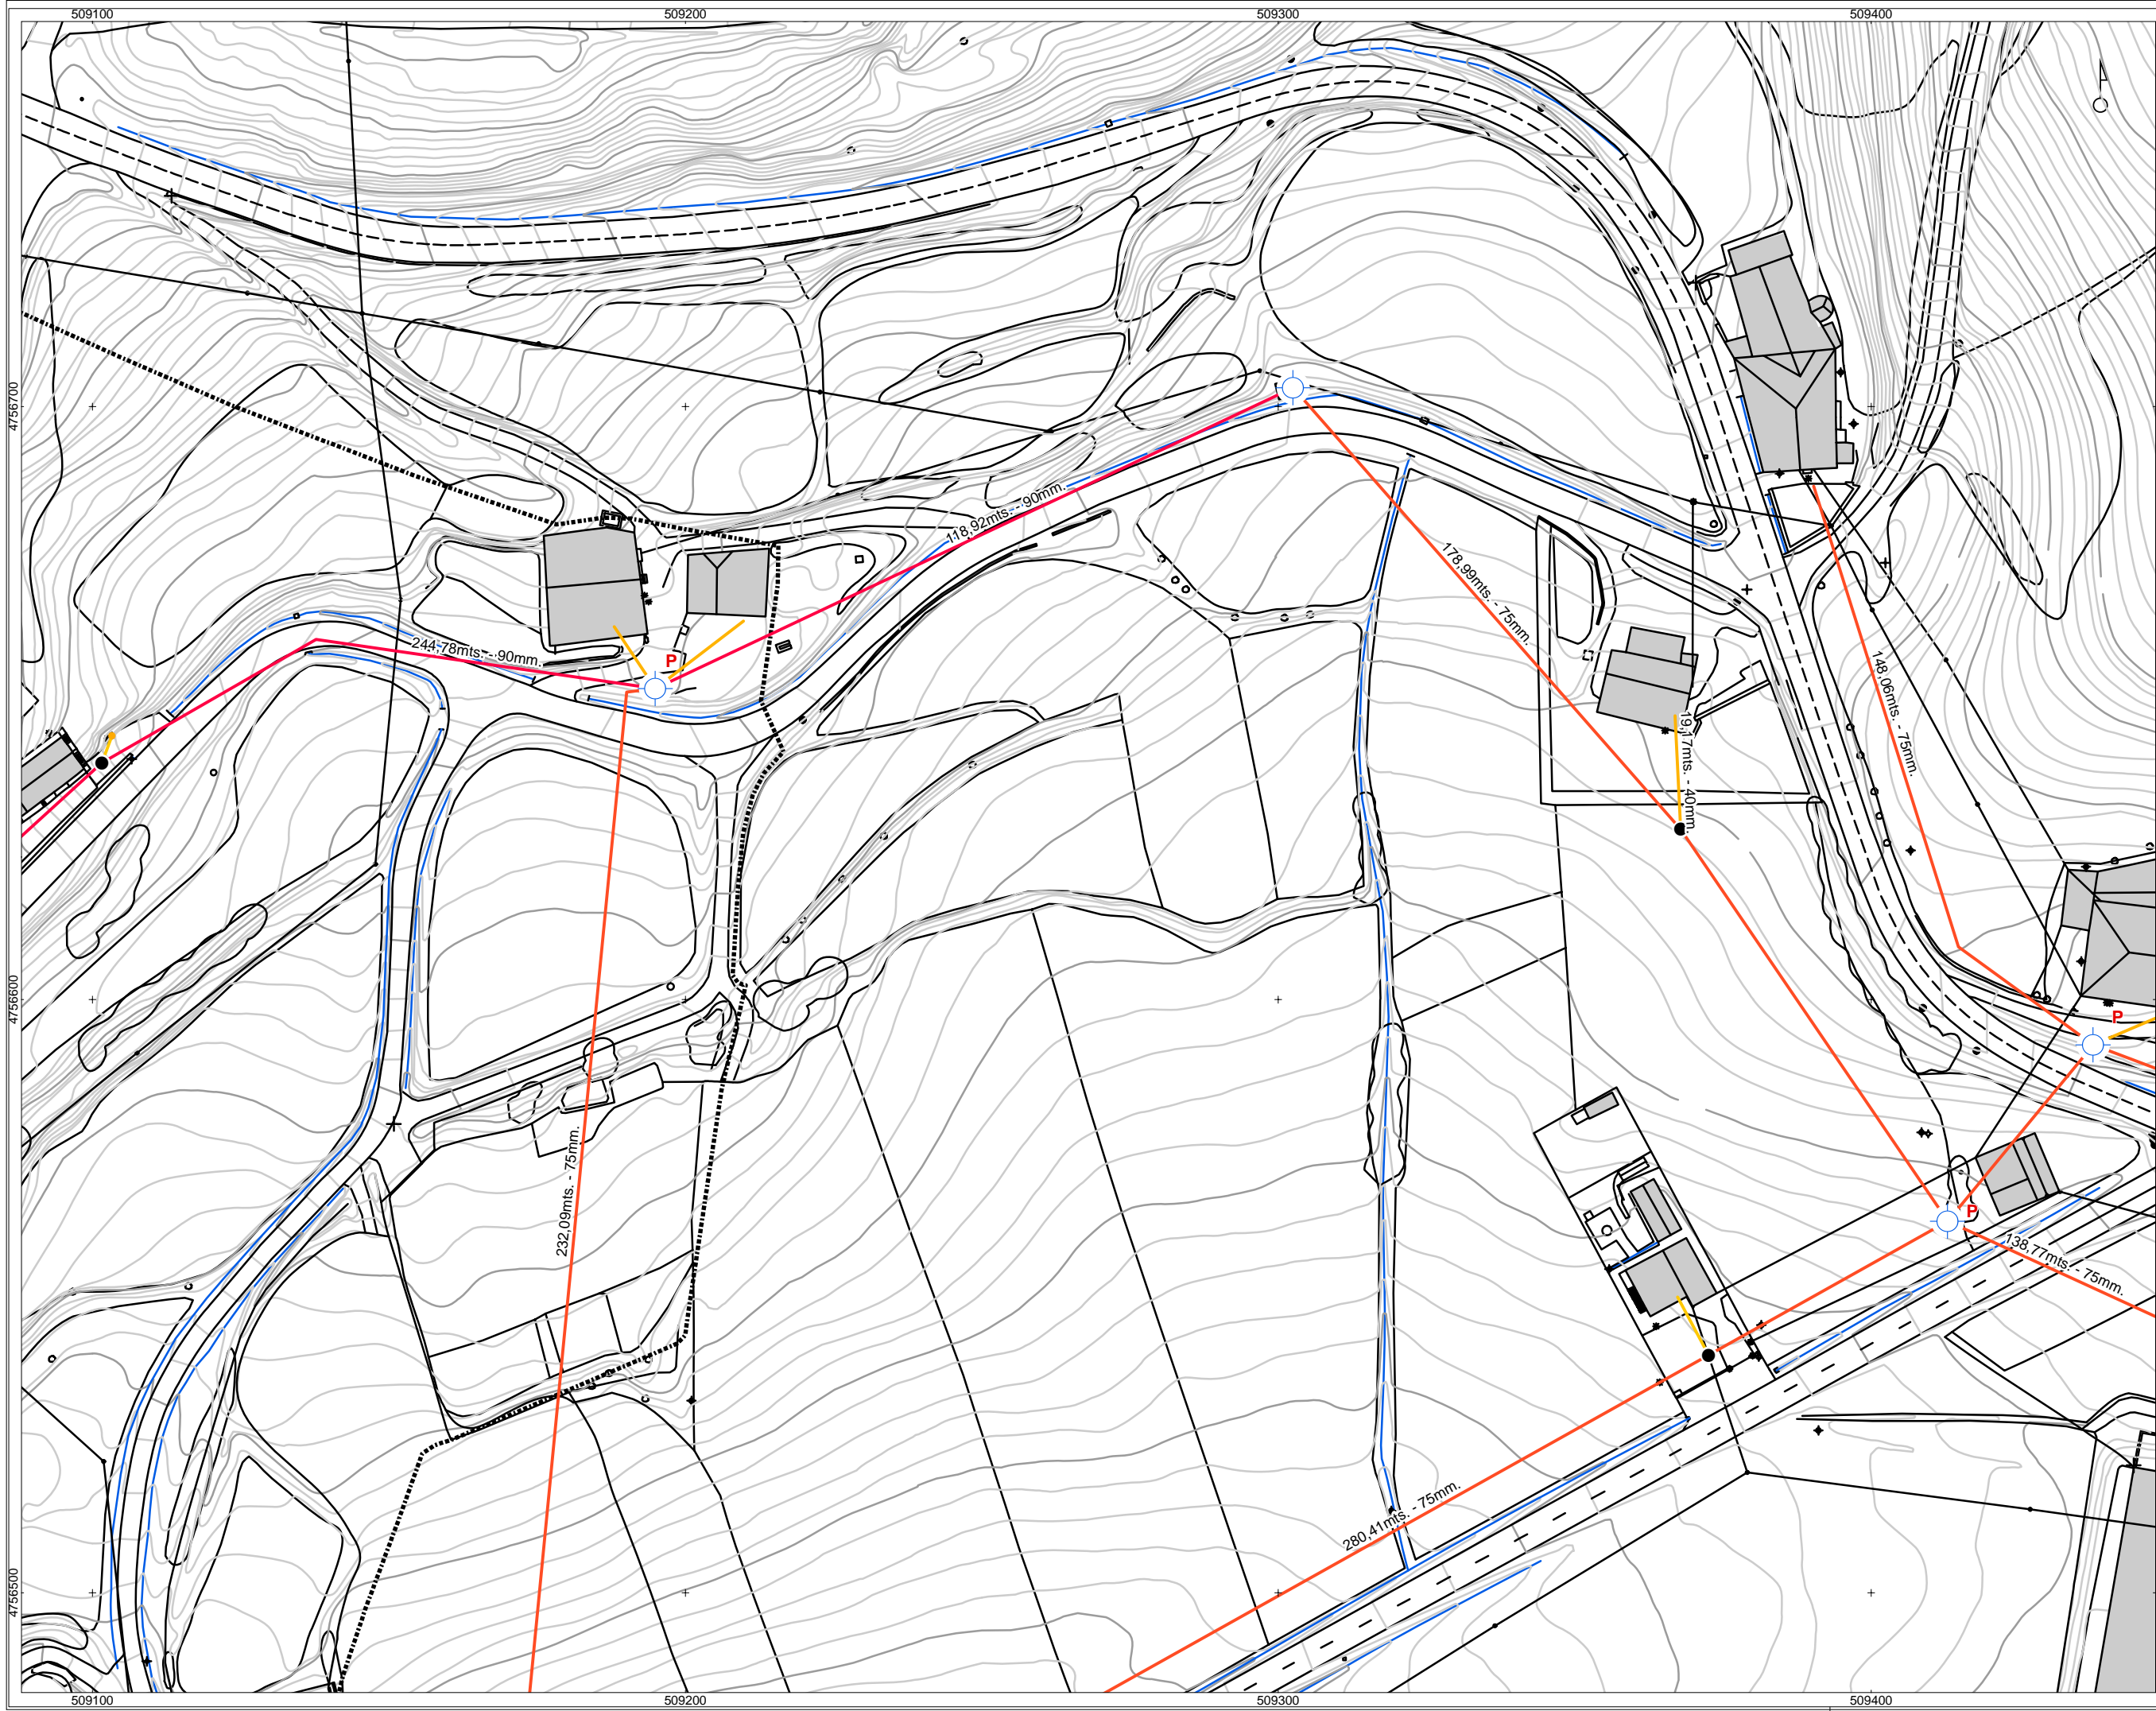 509100
509200
509300
509400
4756700
118,92mts. - 90mm.
178,99mts. - 75mm.
244,78mts. - 90mm.
P
148,06mts. - 75mm.
19,17mts. - 40mm.
4756600
P
232,09mts. - 75mm.
P
138,77mts. - 75mm.
280,41mts. - 75mm.
4756500
509100
509200
509300
509400